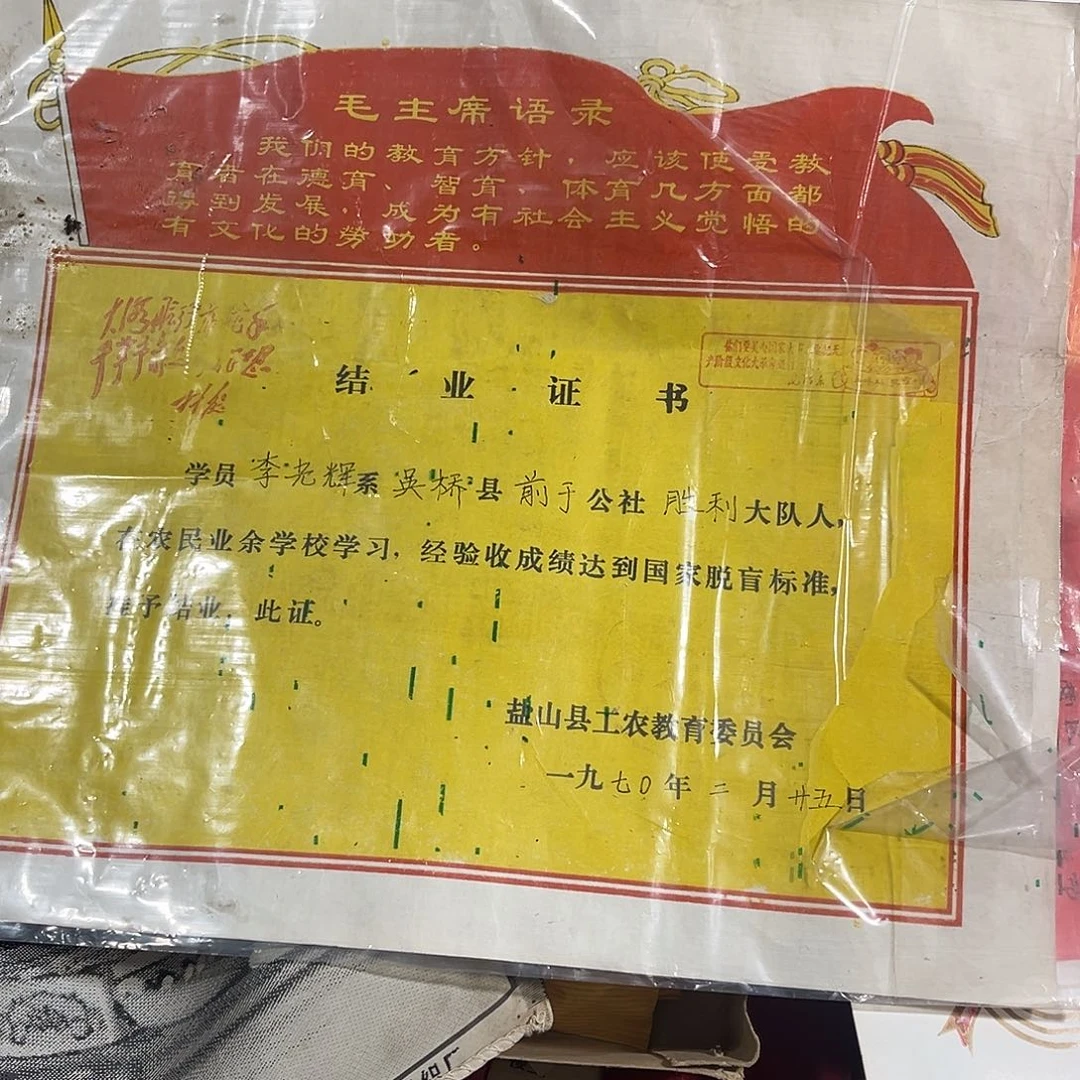 毛主席语录
我们的教育方针,应该使受教
育者在德育、智育、体育几方面都
得到发展,成为有社会主义觉悟的
有文化的劳动者。
结业证书
学员 李光辉 系 吴桥 县 前于 公社 胜利 大队人,
在农民业余学校学习,经验收成绩达到国家脱盲标准,
准予结业,此证。
盐山县工农教育委员会
一九七0年二月廿五日